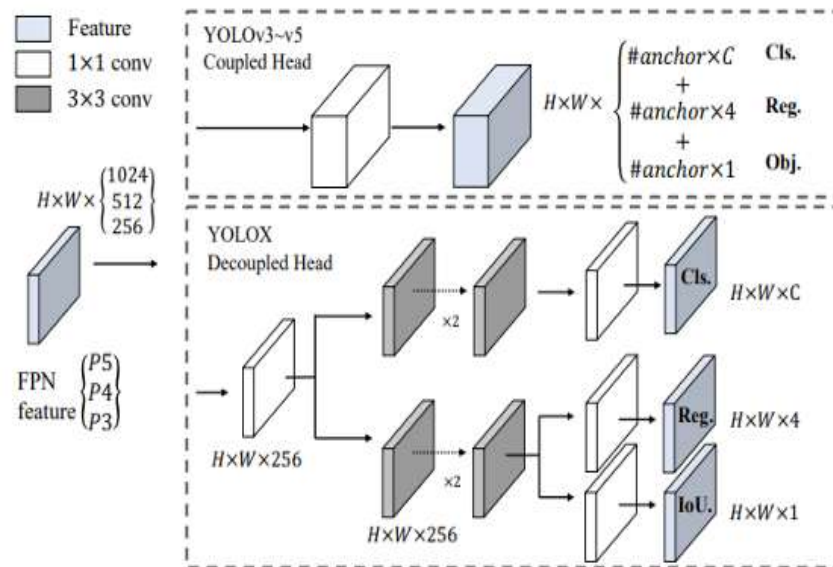 Feature
1×1 conv
3×3 conv
H×W×{1024
512
256}
FPN
feature
{P5
P4
P3}
YOLOv3~v5
Coupled Head
H×W×
{#anchor×C Cls.
+
#anchor×4 Reg.
+
#anchor×1 Obj.
YOLOX
Decoupled Head
H×W×256
×2
Cls.
H×W×C
×2
H×W×256
Reg.
H×W×4
IoU.
H×W×1